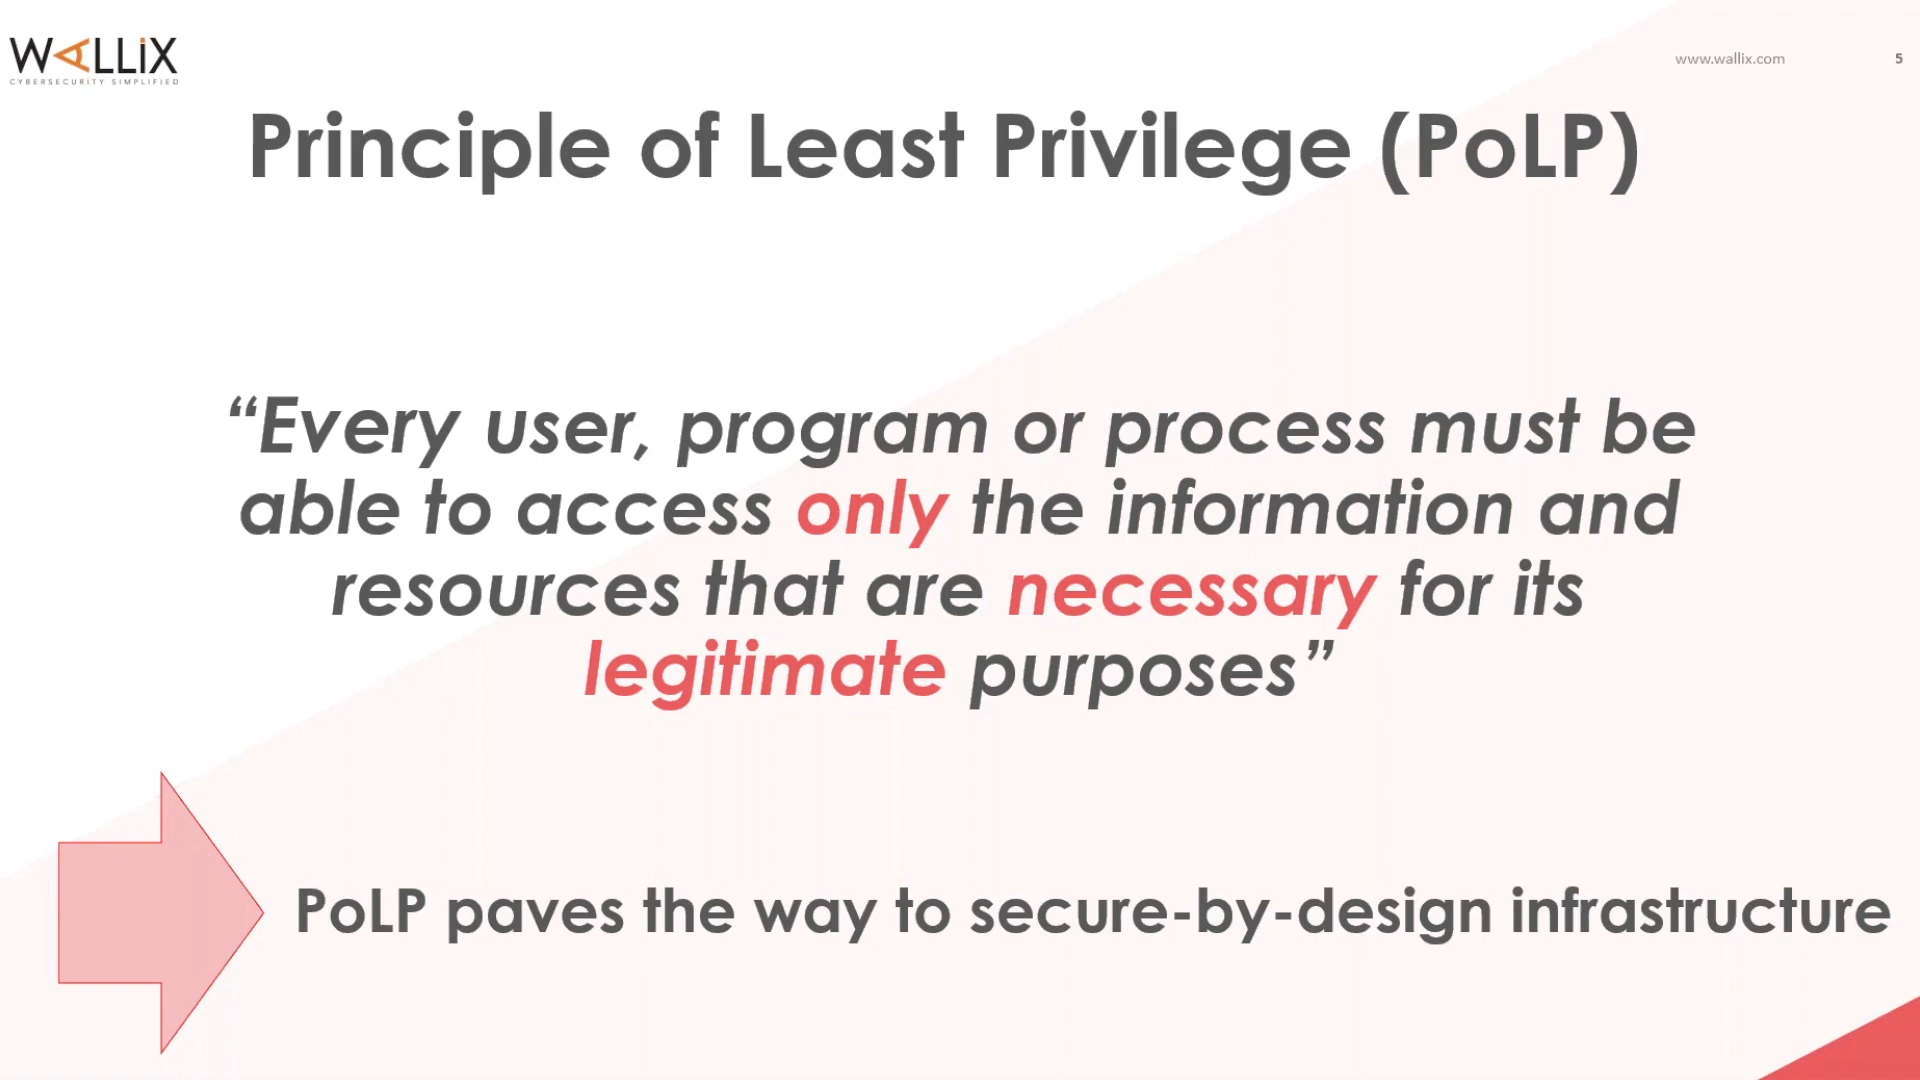 WALLiX
CYBERSECURITY SIMPLIFIED
www.wallix.com
5
Principle of Least Privilege (PoLP)
“Every user, program or process must be
able to access only the information and
resources that are necessary for its
legitimate purposes”
PoLP paves the way to secure-by-design infrastructure